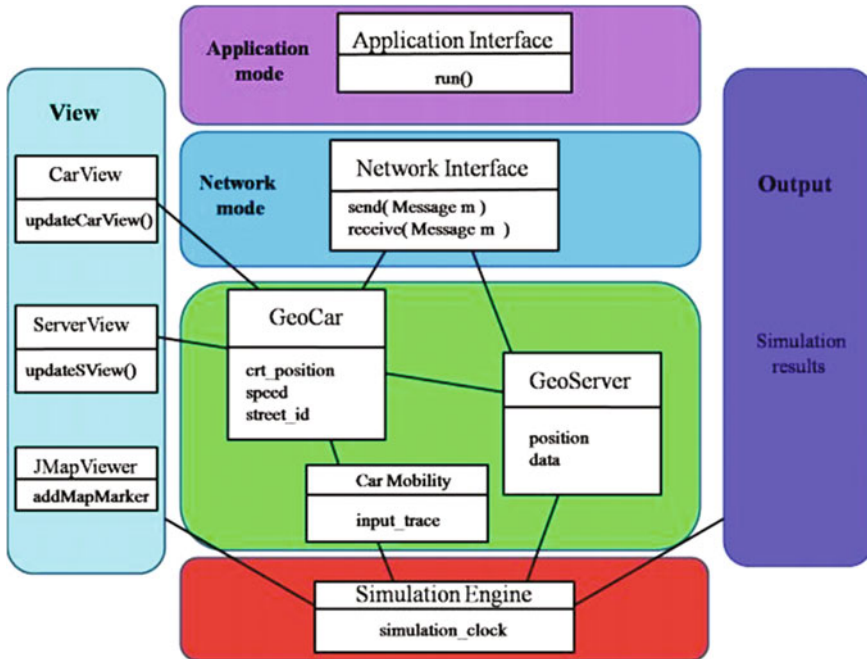 Application
mode
Application Interface
run()
View
CarView
updateCarView()
ServerView
updateSView()
JMapViewer
addMapMarker
Network
mode
Network Interface
send( Message m )
receive( Message m )
GeoCar
crt_position
speed
street_id
GeoServer
position
data
Car Mobility
input_trace
Simulation Engine
simulation_clock
Output
Simulation
results